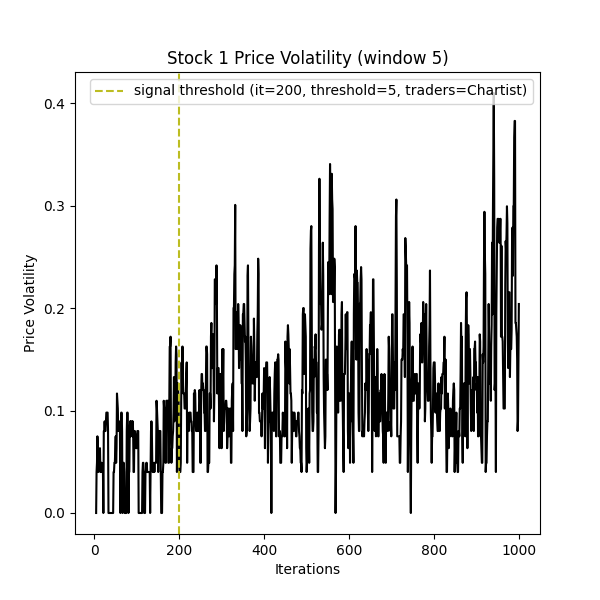 Stock 1 Price Volatility (window 5)
signal threshold (it=200, threshold=5, traders=Chartist)
0.4
0.3
0.2
0.1
0.0
Price Volatility
0 200 400 600 800 1000
Iterations